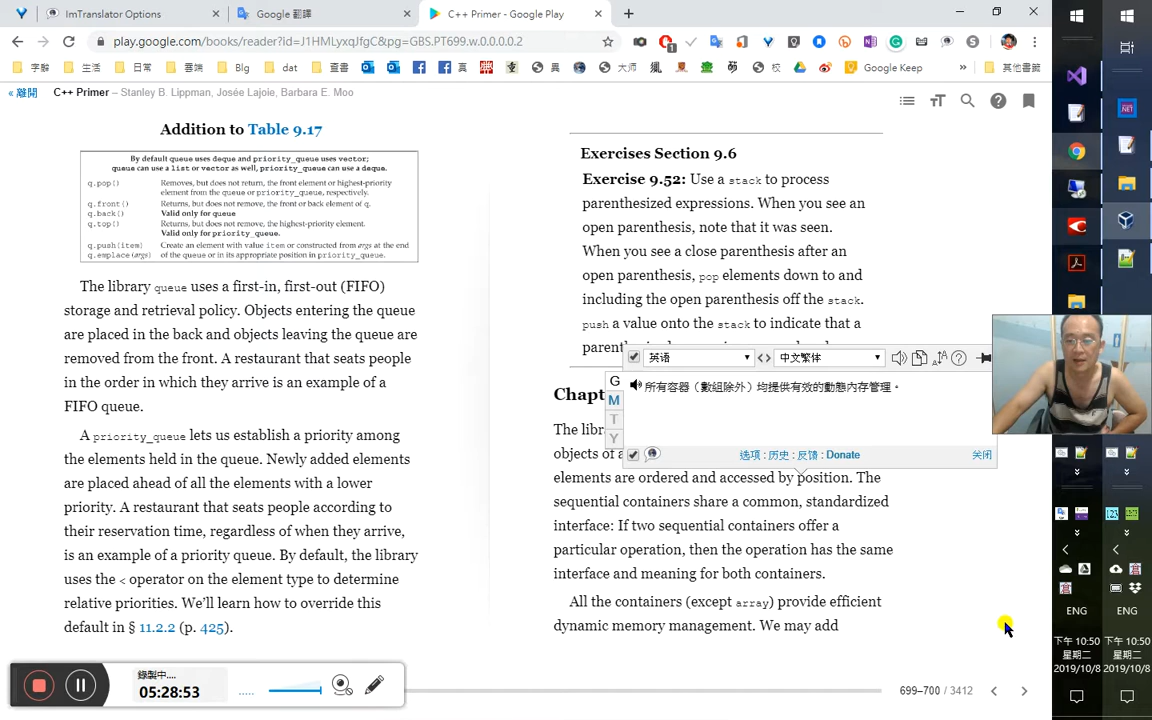 ImTranslator Options
Google 翻譯
C++ Primer - Google Play
play.google.com/books/reader?id=J1HMLyxqJfgC&pg=GBS.PT699.w.0.0.0.0.2
字辭
生活
日常
雲端
Blg
dat
查書
真
異
大师
校
Google Keep
其他書籤
« 離開
C++ Primer – Stanley B. Lippman, Josée Lajoie, Barbara E. Moo
Addition to Table 9.17
By default queue uses deque and priority_queue uses vector;
queue can use a list or vector as well, priority_queue can use a deque.
q.pop() Removes, but does not return, the front element or highest-priority
element from the queue or priority_queue, respectively.
q.front() Returns, but does not remove, the front or back element of q.
q.back() Valid only for queue
q.top() Returns, but does not remove, the highest-priority element.
Valid only for priority_queue.
q.push(item) Create an element with value item or constructed from args at the end
q.emplace(args) of the queue or in its appropriate position in priority_queue.
The library queue uses a first-in, first-out (FIFO)
storage and retrieval policy. Objects entering the queue
are placed in the back and objects leaving the queue are
removed from the front. A restaurant that seats people
in the order in which they arrive is an example of a
FIFO queue.
A priority_queue lets us establish a priority among
the elements held in the queue. Newly added elements
are placed ahead of all the elements with a lower
priority. A restaurant that seats people according to
their reservation time, regardless of when they arrive,
is an example of a priority queue. By default, the library
uses the < operator on the element type to determine
relative priorities. We'll learn how to override this
default in § 11.2.2 (p. 425).
Exercises Section 9.6
Exercise 9.52: Use a stack to process
parenthesized expressions. When you see an
open parenthesis, note that it was seen.
When you see a close parenthesis after an
open parenthesis, pop elements down to and
including the open parenthesis off the stack.
push a value onto the stack to indicate that a
英语
中文繁体
G
M
T
Y
所有容器（數組除外）均提供有效的動態內存管理。
选项 : 历史 : 反馈 : Donate
关闭
Chapt
The libr
objects of a
elements are ordered and accessed by position. The
sequential containers share a common, standardized
interface: If two sequential containers offer a
particular operation, then the operation has the same
interface and meaning for both containers.
All the containers (except array) provide efficient
dynamic memory management. We may add
錄製中....
05:28:53
699–700 / 3412
ENG
ENG
下午 10:50
星期二
2019/10/8
下午 10:50
星期二
2019/10/8